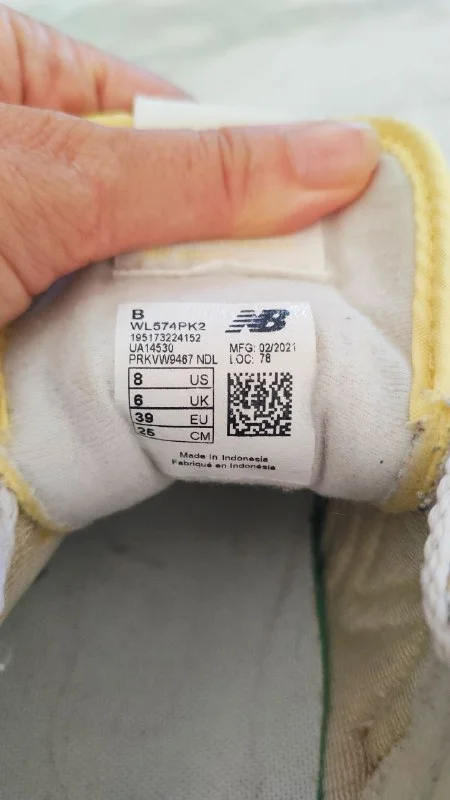 B
WL574PK2
NB
195173224152
UA14530
MFG: 02/2021
PRKVW9467 NDL
LOC: 78
8 US
6 UK
39 EU
25 CM
Made in Indonesia
Fabriqué en Indonésie